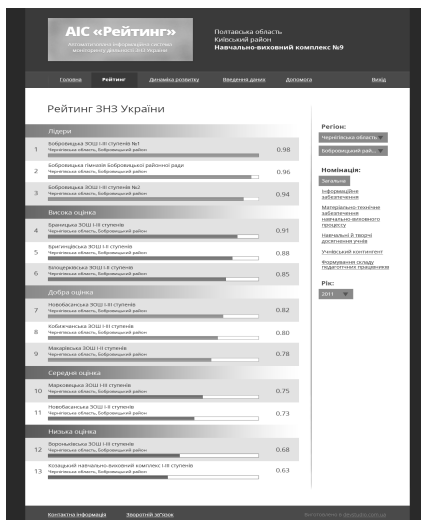 АІС «Рейтинг»
Автоматизована інформаційна система
моніторингу діяльності ЗНЗ України
Полтавська область
Київський район
Навчально-виховний комплекс №9
Головна Рейтинг Динаміка розвитку Введення даних Допомога Вихід
Рейтинг ЗНЗ України
Лідери
1 Бобровицька ЗОШ І-ІІІ ступенів №1 0.98
Чернігівська область, Бобровицький район
2 Бобровицька гімназія Бобровицької районної ради 0.96
Чернігівська область, Бобровицький район
3 Бобровицька ЗОШ І-ІІІ ступенів №2 0.94
Чернігівська область, Бобровицький район
Висока оцінка
4 Браницька ЗОШ І-ІХ ступенів 0.91
Чернігівська область, Бобровицький район
5 Бригинцівська ЗОШ І-ІІ ступенів 0.88
Чернігівська область, Бобровицький район
6 Білоцерківська ЗОШ І-ІІ ступенів 0.85
Чернігівська область, Бобровицький район
Добра оцінка
7 Новобасанська ЗОШ І-ІІІ ступенів 0.82
Чернігівська область, Бобровицький район
8 Кобижчанська ЗОШ І-ІІІ ступенів 0.80
Чернігівська область, Бобровицький район
9 Макарівська ЗОШ І-ІІ ступенів 0.78
Чернігівська область, Бобровицький район
Середня оцінка
10 Марковецька ЗОШ І-ІІІ ступенів 0.75
Чернігівська область, Бобровицький район
11 Новобасанська ЗОШ І-ІІІ ступенів 0.73
Чернігівська область, Бобровицький район
Низька оцінка
12 Вороньківська ЗОШ І-ІІІ ступенів 0.68
Чернігівська область, Бобровицький район
13 Козацький навчально-виховний комплекс І-ІІІ ступенів 0.63
Чернігівська область, Бобровицький район
Регіон:
Чернігівська область
Бобровицький рай...
Номінація:
Загальна
Інформаційне
забезпечення
Матеріально-технічне
забезпечення
навчально-виховного
процессу
Навчальні й творчі
досягнення учнів
Учнівський контингент
Формування складу
педагогічних працівників
Рік:
2011
Контактна інформація Зворотній зв'язок